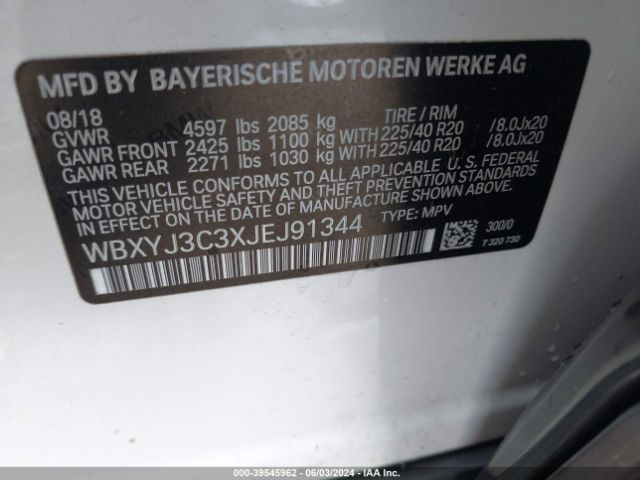 MFD BY BAYERISCHE MOTOREN WERKE AG
08/18 TIRE / RIM
GVWR 4597 lbs 2085 kg
GAWR FRONT 2425 lbs 1100 kg WITH 225/40 R20 /8.0Jx20
GAWR REAR 2271 lbs 1030 kg WITH 225/40 R20 /8.0Jx20
THIS VEHICLE CONFORMS TO ALL APPLICABLE U. S. FEDERAL
MOTOR VEHICLE SAFETY AND THEFT PREVENTION STANDARDS
IN EFFECT ON THE DATE OF MANUFACTURE SHOWN ABOVE.
WBXYJ3C3XJEJ91344 TYPE: MPV
300/0
7 320 730
000-39545962 - 06/03/2024 - IAA Inc.